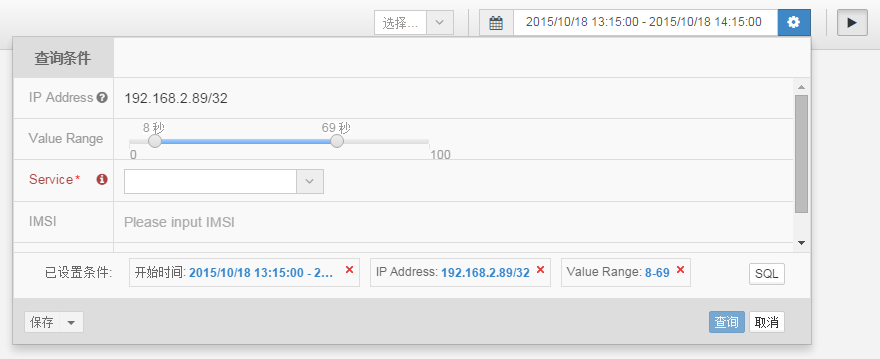 选择... 2015/10/18 13:15:00 - 2015/10/18 14:15:00
查询条件
IP Address 192.168.2.89/32
8 秒 69 秒
Value Range
0 100
Service *
IMSI Please input IMSI
已设置条件: 开始时间: 2015/10/18 13:15:00 - 2... IP Address: 192.168.2.89/32 Value Range: 8-69 SQL
保存 查询 取消